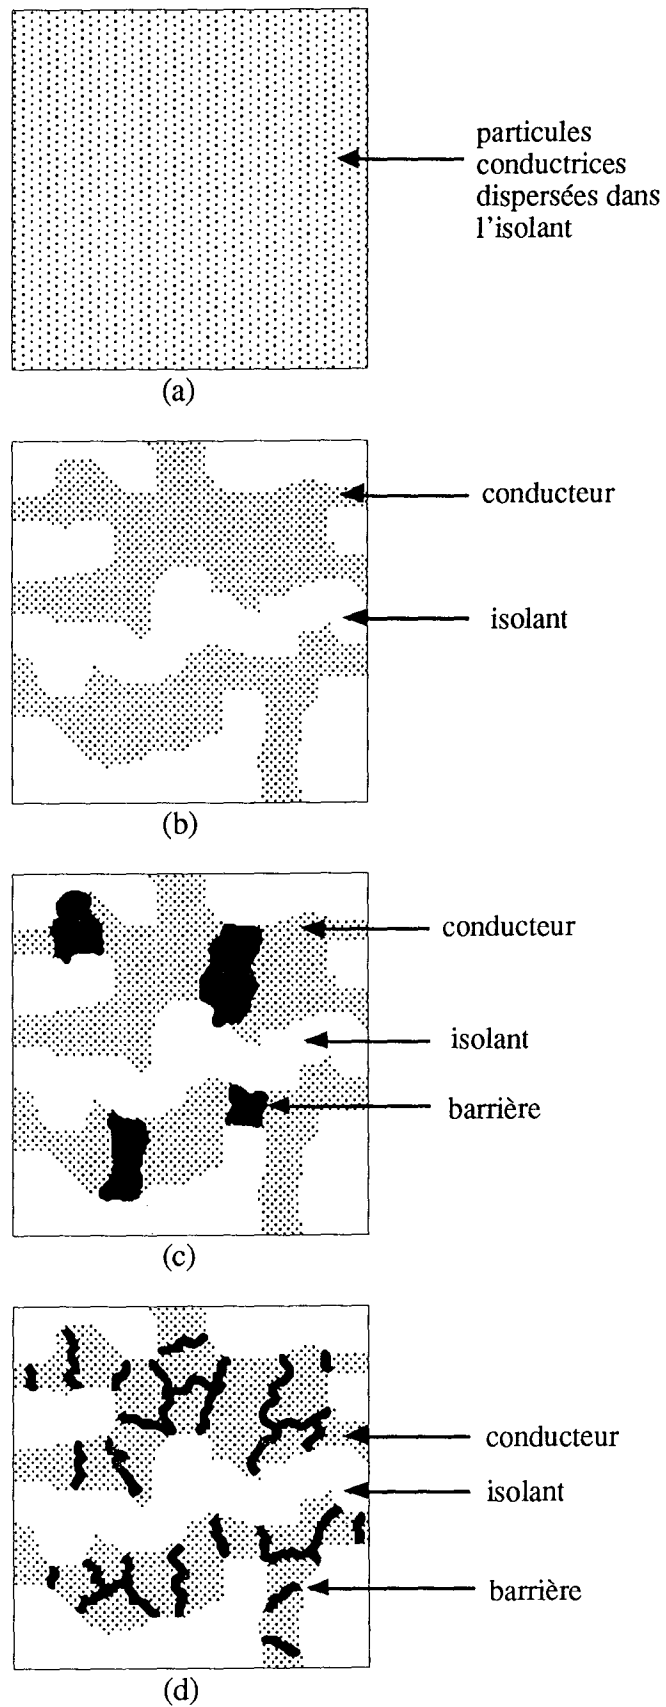 particules
conductrices
dispersées dans
l'isolant
(a)
conducteur
isolant
(b)
conducteur
isolant
barrière
(c)
conducteur
isolant
barrière
(d)